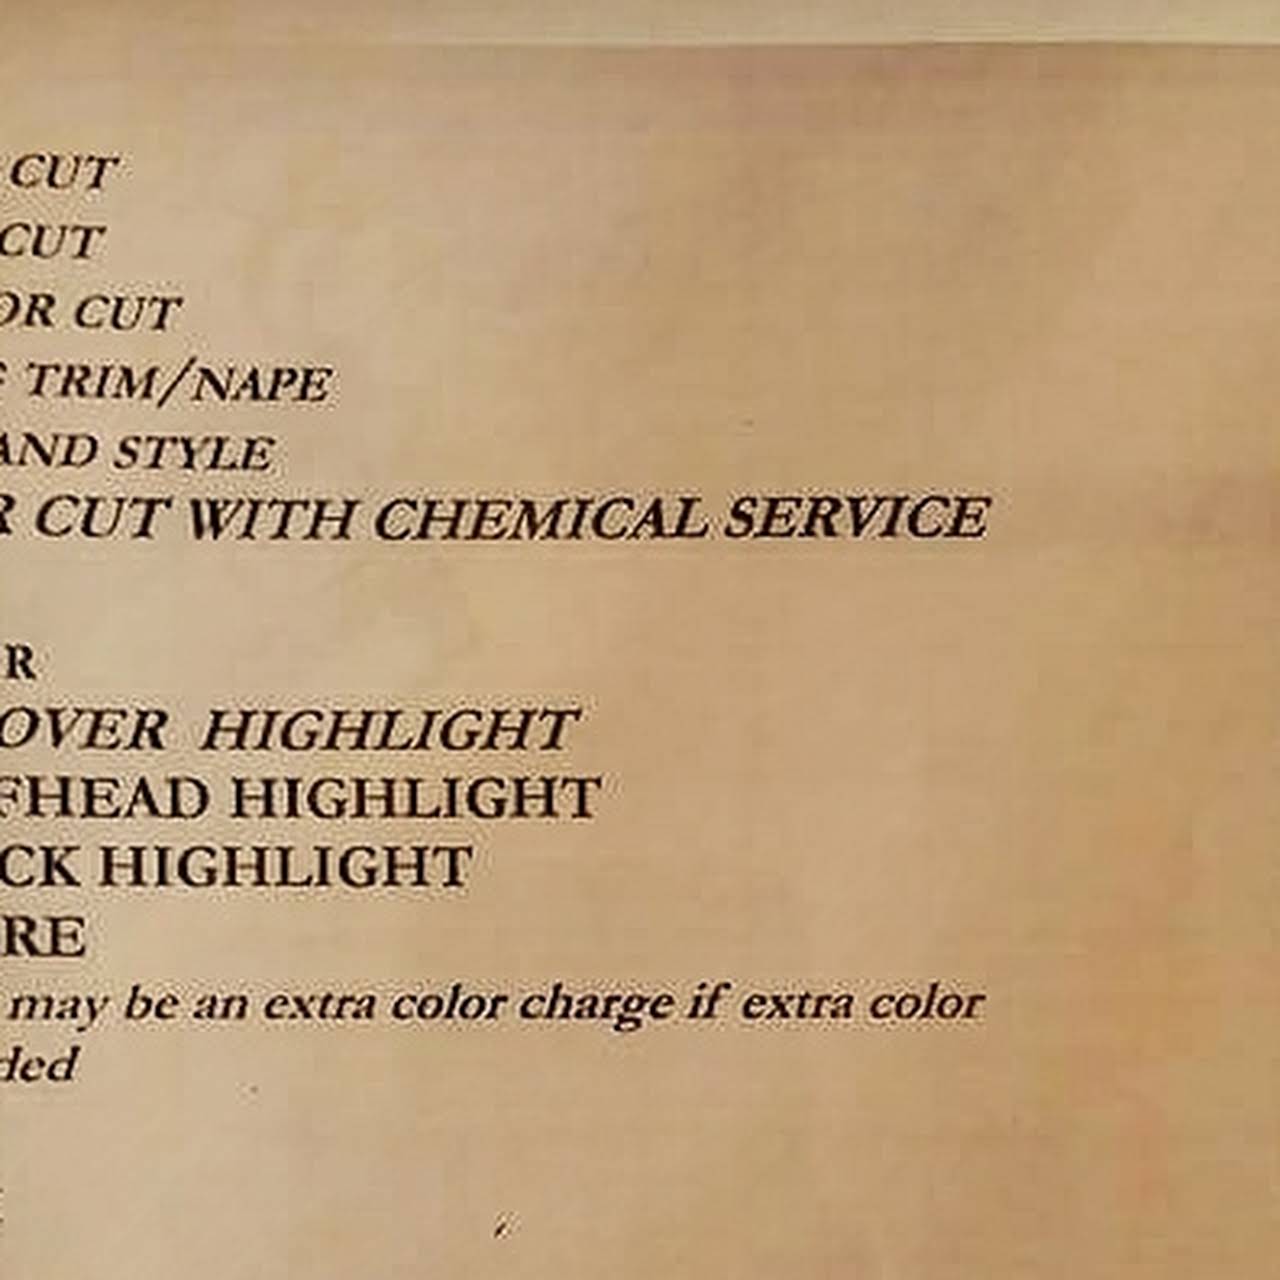 CUT
CUT
OR CUT
TRIM/NAPE
AND STYLE
R CUT WITH CHEMICAL SERVICE
R
OVER HIGHLIGHT
FHEAD HIGHLIGHT
CK HIGHLIGHT
RE
may be an extra color charge if extra color
ded